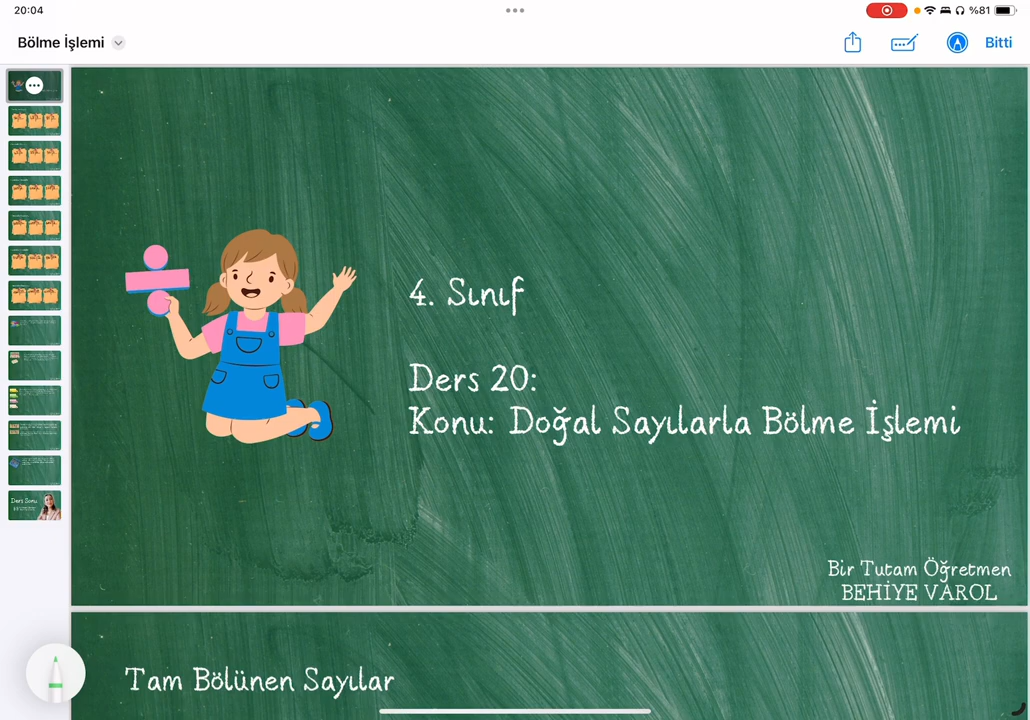 20:04
%81
Bölme İşlemi
Bitti
4. Sınıf
Ders 20:
Konu: Doğal Sayılarla Bölme İşlemi
Bir Tutam Öğretmen
BEHİYE VAROL
Ders Sonu
Tam Bölünen Sayılar